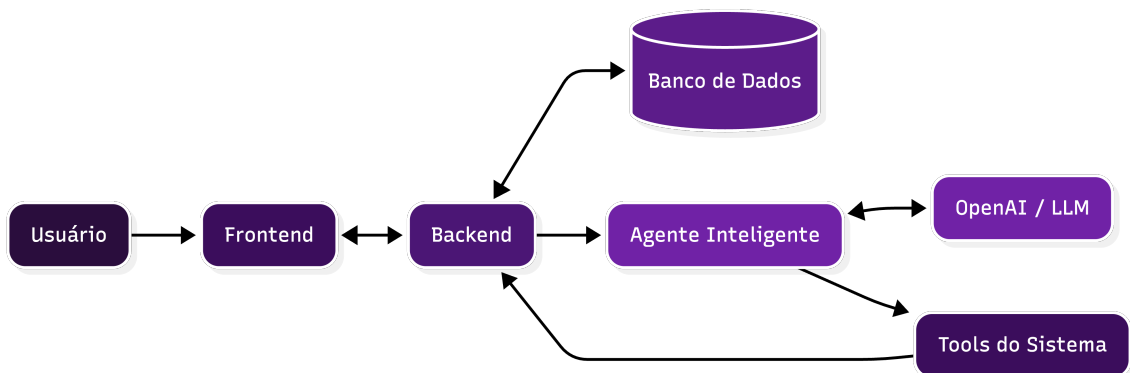 Banco de Dados
Usuário
Frontend
Backend
Agente Inteligente
OpenAI / LLM
Tools do Sistema